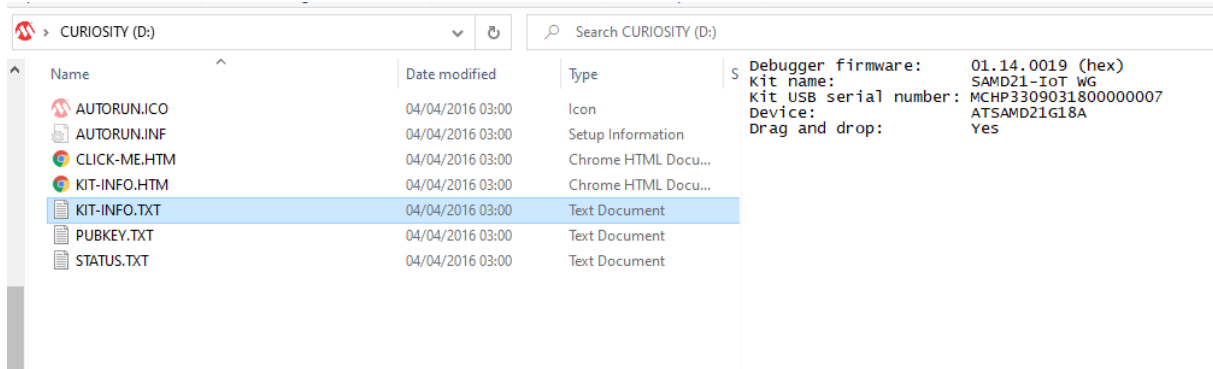 CURIOSITY (D:)
Search CURIOSITY (D:)
Name Date modified Type S
AUTORUN.ICO 04/04/2016 03:00 Icon
AUTORUN.INF 04/04/2016 03:00 Setup Information
CLICK-ME.HTM 04/04/2016 03:00 Chrome HTML Docu...
KIT-INFO.HTM 04/04/2016 03:00 Chrome HTML Docu...
KIT-INFO.TXT 04/04/2016 03:00 Text Document
PUBKEY.TXT 04/04/2016 03:00 Text Document
STATUS.TXT 04/04/2016 03:00 Text Document
Debugger firmware: 01.14.0019 (hex)
Kit name: SAMD21-IoT WG
Kit USB serial number: MCHP3309031800000007
Device: ATSAMD21G18A
Drag and drop: Yes